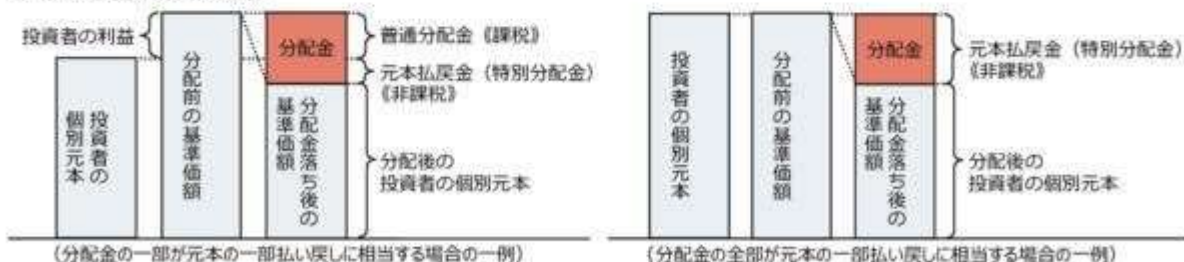 投資者の利益
投資者の
個別元本
分配前の基準価額
分配金
分配金落ち後の
基準価額
普通分配金《課税》
元本払戻金（特別分配金）
《非課税》
分配後の
投資者の個別元本
（分配金の一部が元本の一部払い戻しに相当する場合の一例）
投資者の個別元本
分配前の基準価額
分配金
分配金落ち後の
基準価額
元本払戻金（特別分配金）
《非課税》
分配後の
投資者の個別元本
（分配金の全部が元本の一部払い戻しに相当する場合の一例）